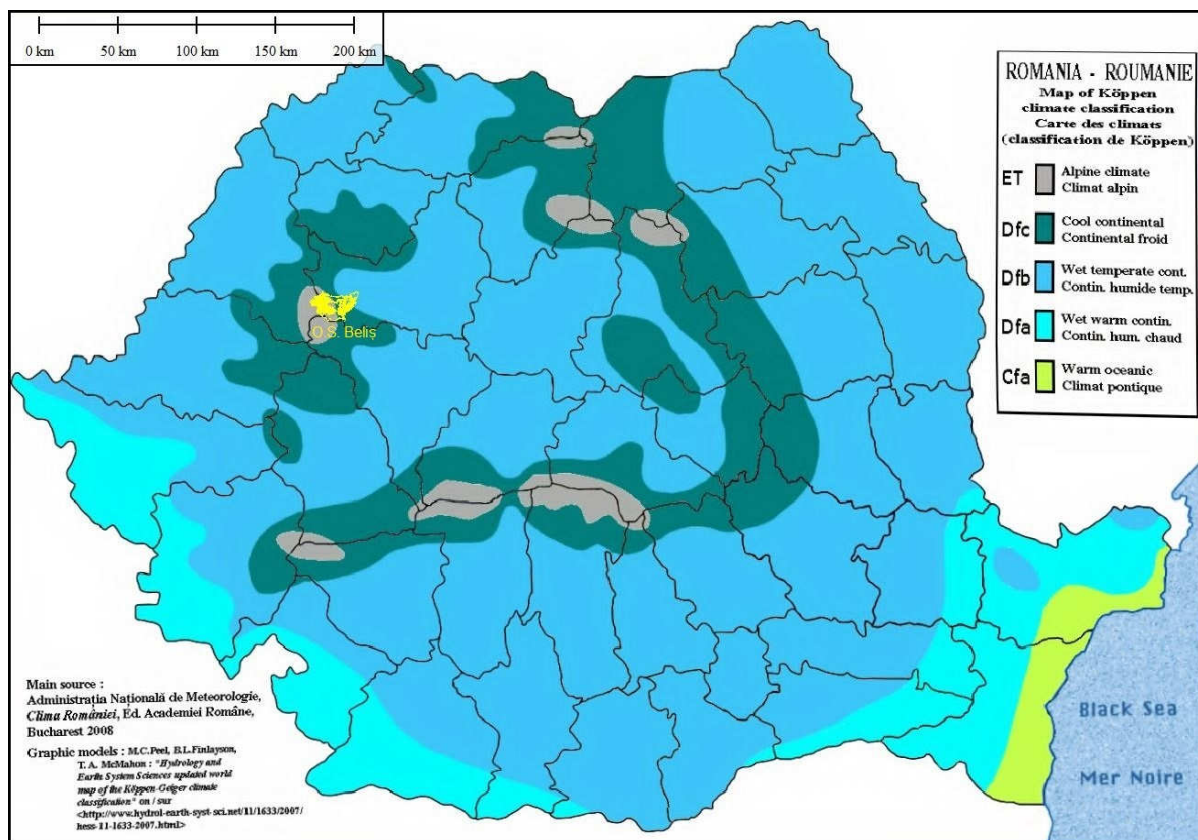 0 km 50 km 100 km 150 km 200 km
ROMANIA - ROUMANIE
Map of Köppen
climate classification
Carte des climats
(classification de Köppen)
ET Alpine climate
Climat alpin
Dfc Cool continental
Continental froid
Dfb Wet temperate cont.
Contin. humide temp.
Dfa Wet warm contin.
Contin. hum. chaud
Cfa Warm oceanic
Climat pontique
O.S. Beliș
Main source :
Administrația Națională de Meteorologie,
Clima României, Ed. Academiei Române,
Bucharest 2008
Graphic models : M.C.Peel, B.L.Finlayson,
T. A. McMahon : "Hydrology and
Earth System Sciences updated world
map of the Köppen-Geiger climate
classification" on / sur
<http://www.hydrol-earth-syst-sci.net/11/1633/2007/
hess-11-1633-2007.html>
Black Sea
Mer Noire